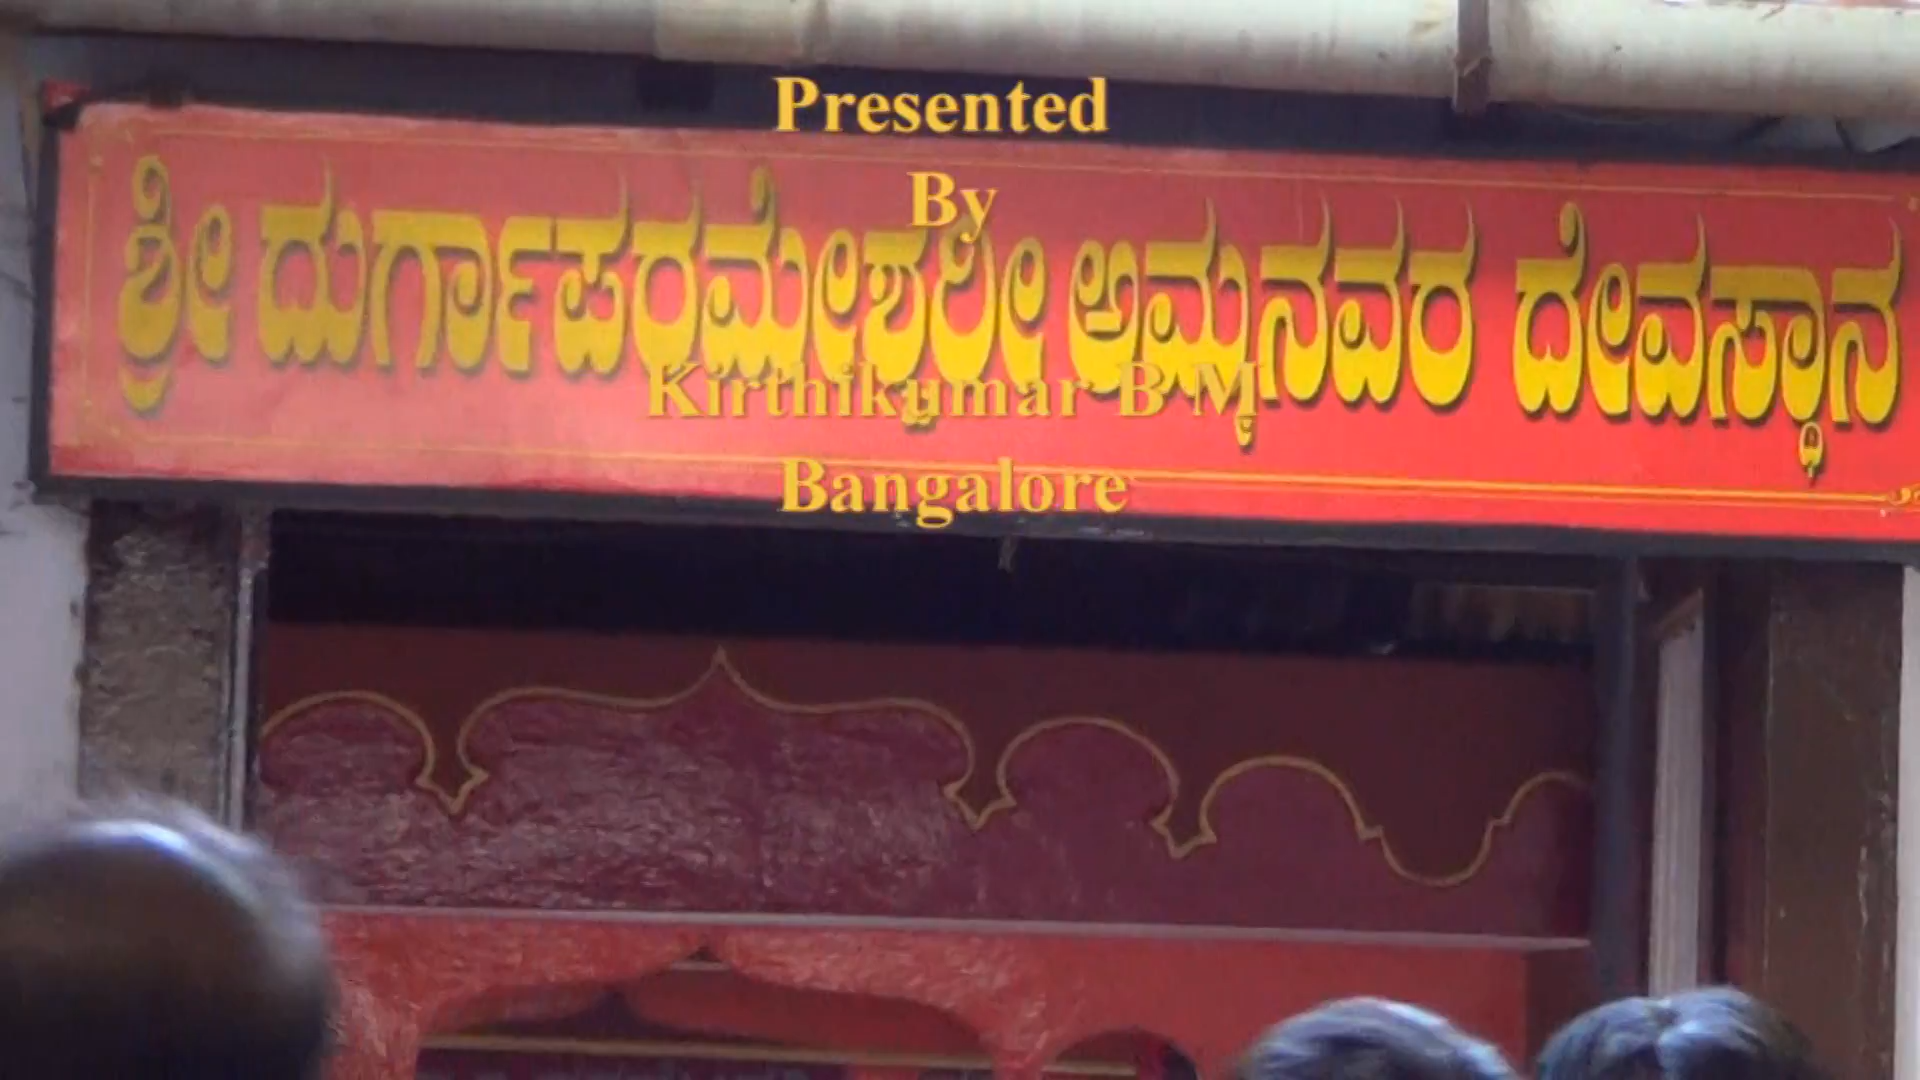 Presented
By
ಶ್ರೀ ದುರ್ಗಾಪರಮೇಶ್ವರೀ ಅಮ್ಮನವರ ದೇವಸ್ಥಾನ
Kirthikumar B M
Bangalore